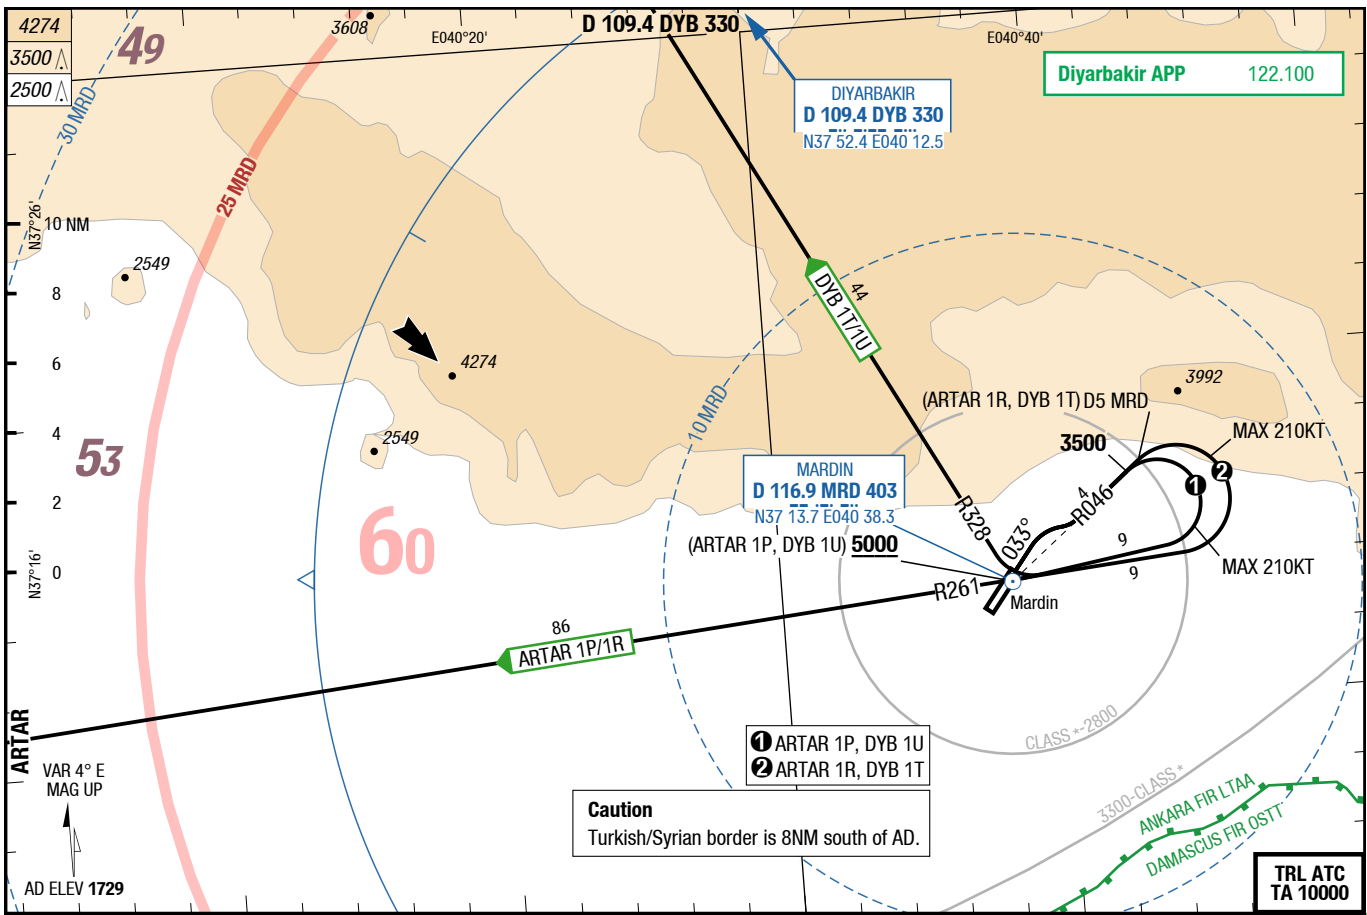 4274
3500
2500
49
3608
E040°20'
D 109.4 DYB 330
E040°40'
Diyarbakir APP 122.100
DIYARBAKIR
D 109.4 DYB 330
N37 52.4 E040 12.5
30 MRD
25 MRD
N37°26'
10 NM
2549
8
44
DYB 1T/1U
6
4274
3992
10 MRD
(ARTAR 1R, DYB 1T) D5 MRD
4
2549
3500
MAX 210KT
53
MARDIN
D 116.9 MRD 403
N37 13.7 E040 38.3
1
2
2
4
R046
R328
033°
60
(ARTAR 1P, DYB 1U) 5000
9
N37°16'
0
9
MAX 210KT
R261
Mardin
86
ARTAR 1P/1R
ARTAR
CLASS *-2800
1 ARTAR 1P, DYB 1U
2 ARTAR 1R, DYB 1T
VAR 4° E
MAG UP
3300-CLASS *
ANKARA FIR LTAA
DAMASCUS FIR OSTT
Caution
Turkish/Syrian border is 8NM south of AD.
AD ELEV 1729
TRL ATC
TA 10000